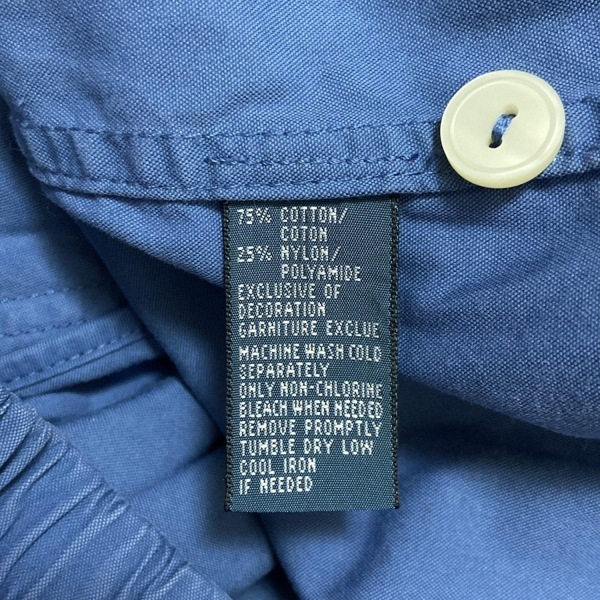 75% COTTON/
COTON
25% NYLON/
POLYAMIDE
EXCLUSIVE OF
DECORATION
GARNITURE EXCLUE
MACHINE WASH COLD
SEPARATELY
ONLY NON-CHLORINE
BLEACH WHEN NEEDED
REMOVE PROMPTLY
TUMBLE DRY LOW
COOL IRON
IF NEEDED